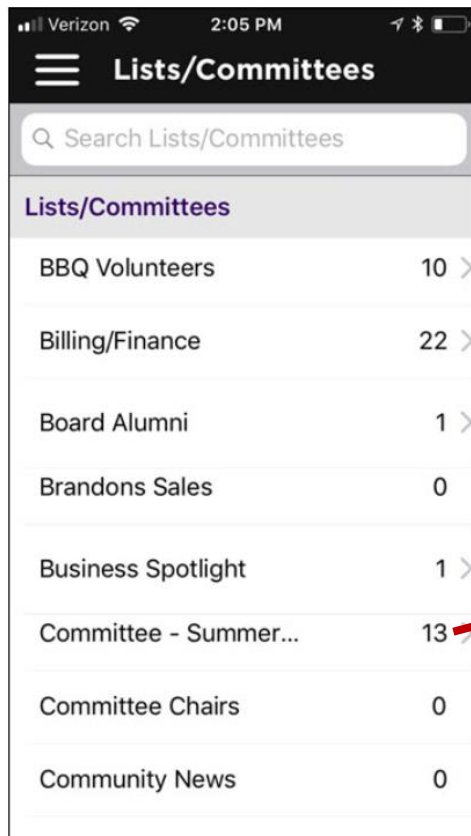 Verizon 2:05 PM
Lists/Committees
Search Lists/Committees
Lists/Committees
BBQ Volunteers 10
Billing/Finance 22
Board Alumni 1
Brandons Sales 0
Business Spotlight 1
Committee - Summer... 13
Committee Chairs 0
Community News 0